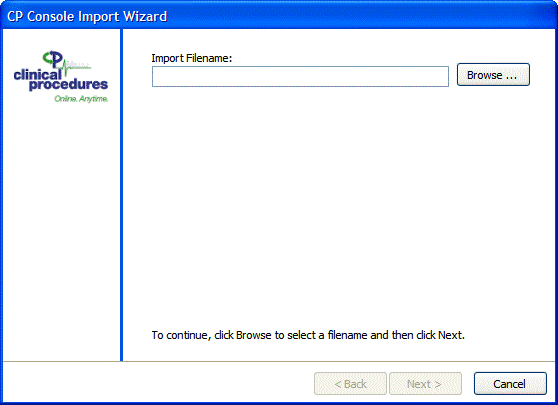 CP Console Import Wizard
CP
clinical
procedures
Online. Anytime.
Import Filename:
Browse ...
To continue, click Browse to select a filename and then click Next.
< Back
Next >
Cancel